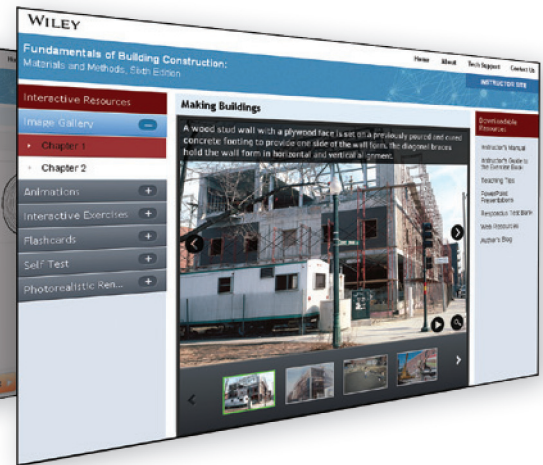 WILEY
Home About Tech Support Contact Us
Fundamentals of Building Construction:
Materials and Methods, Sixth Edition
INSTRUCTOR SITE
Interactive Resources
Image Gallery
Chapter 1
Chapter 2
Animations
Interactive Exercises
Flashcards
Self Test
Photorealistic Ren...
Making Buildings
A wood stud wall with a plywood face is set on a previously poured and cured
concrete footing to provide one side of the wall form. the diagonal braces
hold the wall form in horizontal and vertical alignment.
Downloadable
Resources
Instructor's Manual
Instructor's Guide to
the Exercise Book
Teaching Tips
PowerPoint
Presentations
Respondus Test Bank
Web Resources
Author's Blog